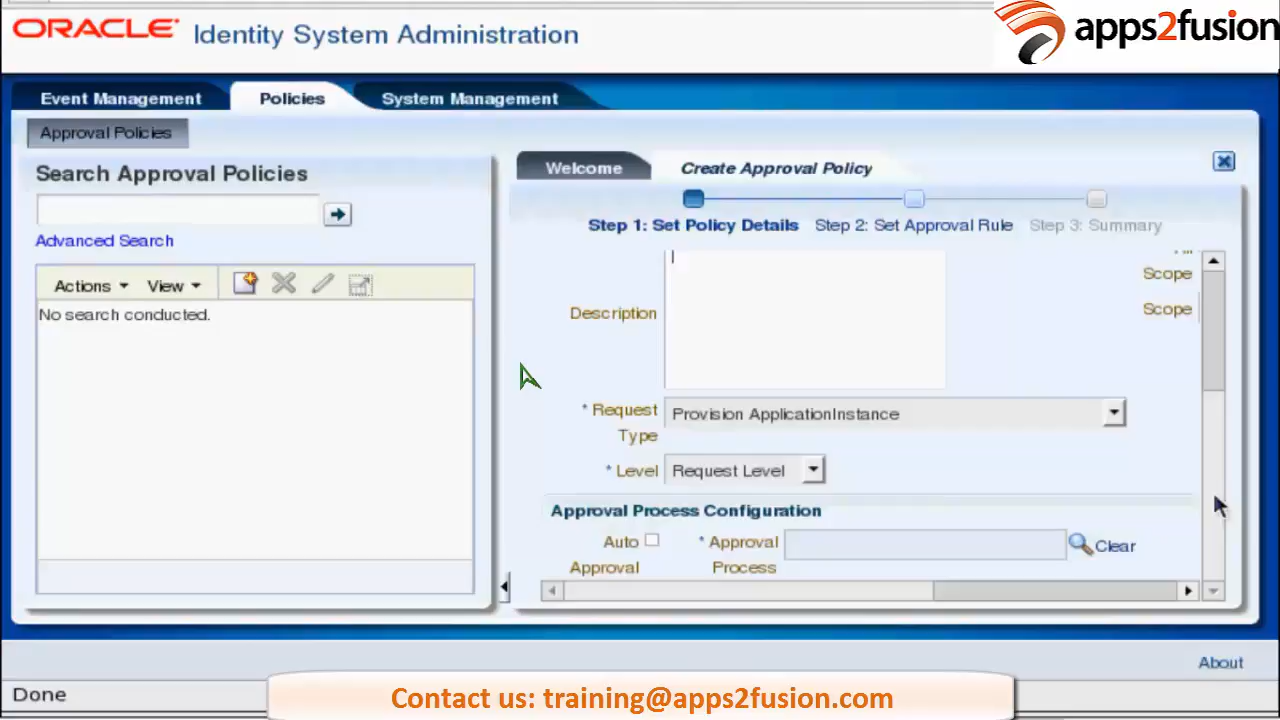 ORACLE Identity System Administration
apps2fusion
Event Management Policies System Management
Approval Policies
Search Approval Policies
Advanced Search
Actions View
No search conducted.
Welcome Create Approval Policy
Step 1: Set Policy Details Step 2: Set Approval Rule Step 3: Summary
Scope
Description Scope
* Request Type Provision ApplicationInstance
* Level Request Level
Approval Process Configuration
Auto Approval * Approval Process Clear
About
Done
Contact us: training@apps2fusion.com